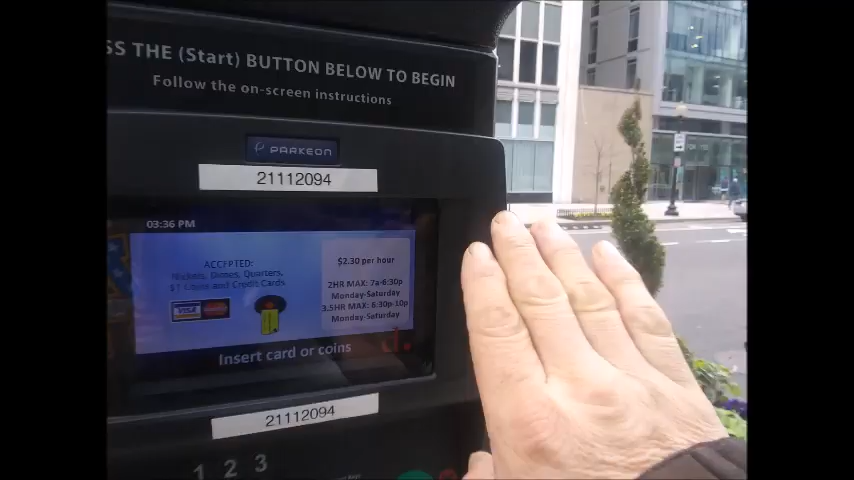 SS THE (Start) BUTTON BELOW TO BEGIN
Follow the on-screen instructions
PARKEON
21112094
03:36 PM
ACCEPTED:
Nickels, Dimes, Quarters,
$1 Coins and Credit Cards
VISA
$2.30 per hour
2HR MAX: 7a-6:30p
Monday-Saturday
3.5HR MAX: 6:30p-10p
Monday-Saturday
Insert card or coins
d.
21112094
1 2 3